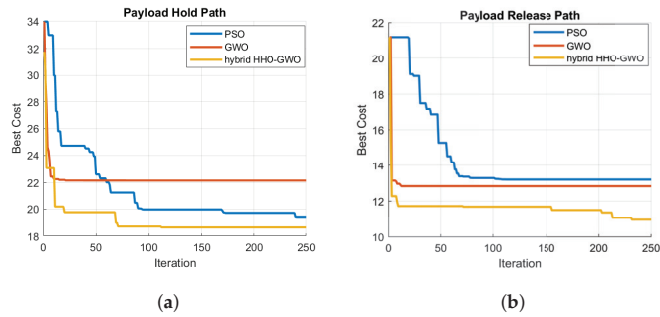 Payload Hold Path
34
32
30
28
26
24
22
20
18
Best Cost
PSO
GWO
hybrid HHO-GWO
0
50
100
150
200
250
Iteration
(a)
Payload Release Path
22
20
18
16
14
12
10
Best Cost
PSO
GWO
hybrid HHO-GWO
0
50
100
150
200
250
Iteration
(b)